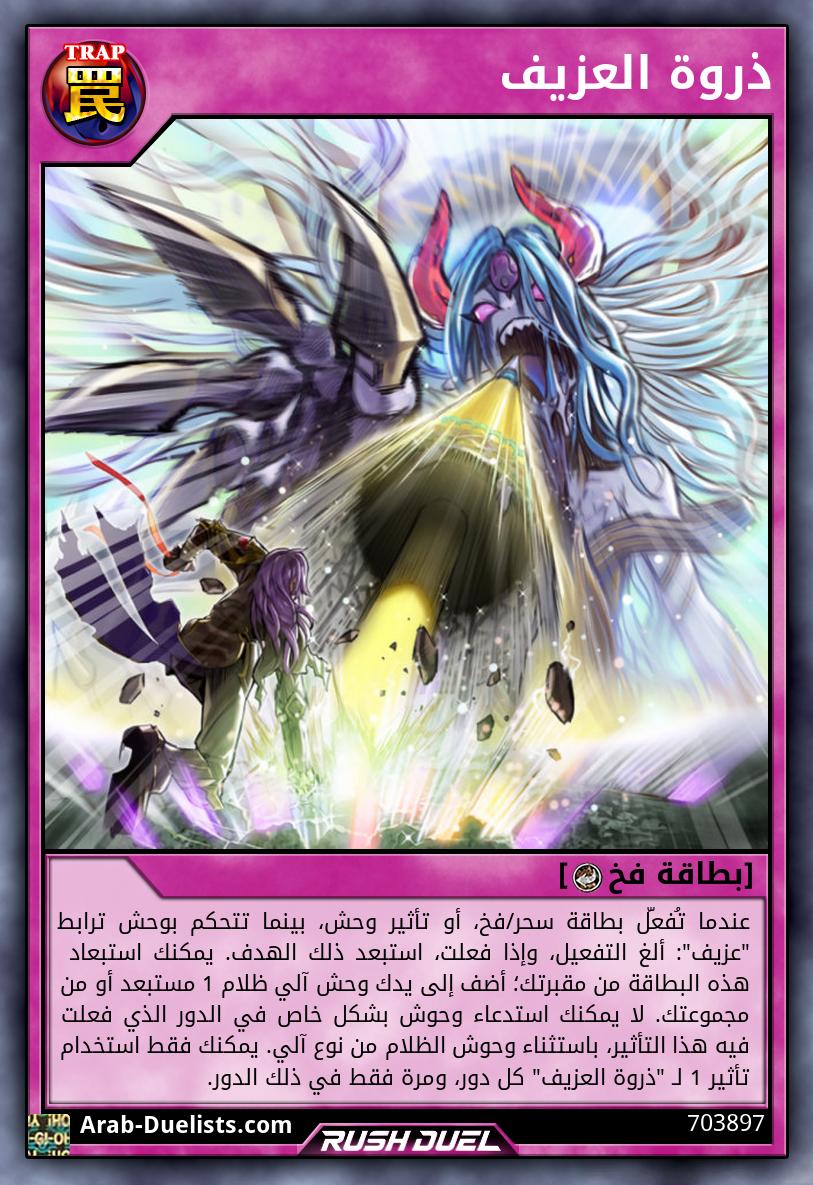 TRAP
罠
ذروة العزيف
[بطاقة فخ ]
عندما تُفعّل بطاقة سحر/فخ، أو تأثير وحش، بينما تتحكم بوحش ترابط
"عزيف": ألغ التفعيل، وإذا فعلت، استبعد ذلك الهدف. يمكنك استبعاد
هذه البطاقة من مقبرتك؛ أضف إلى يدك وحش آلي ظلام 1 مستبعد أو من
مجموعتك. لا يمكنك استدعاء وحوش بشكل خاص في الدور الذي فعلت
فيه هذا التأثير، باستثناء وحوش الظلام من نوع آلي. يمكنك فقط استخدام
تأثير 1 لـ "ذروة العزيف" كل دور، ومرة فقط في ذلك الدور.
Arab-Duelists.com
RUSH DUEL
703897